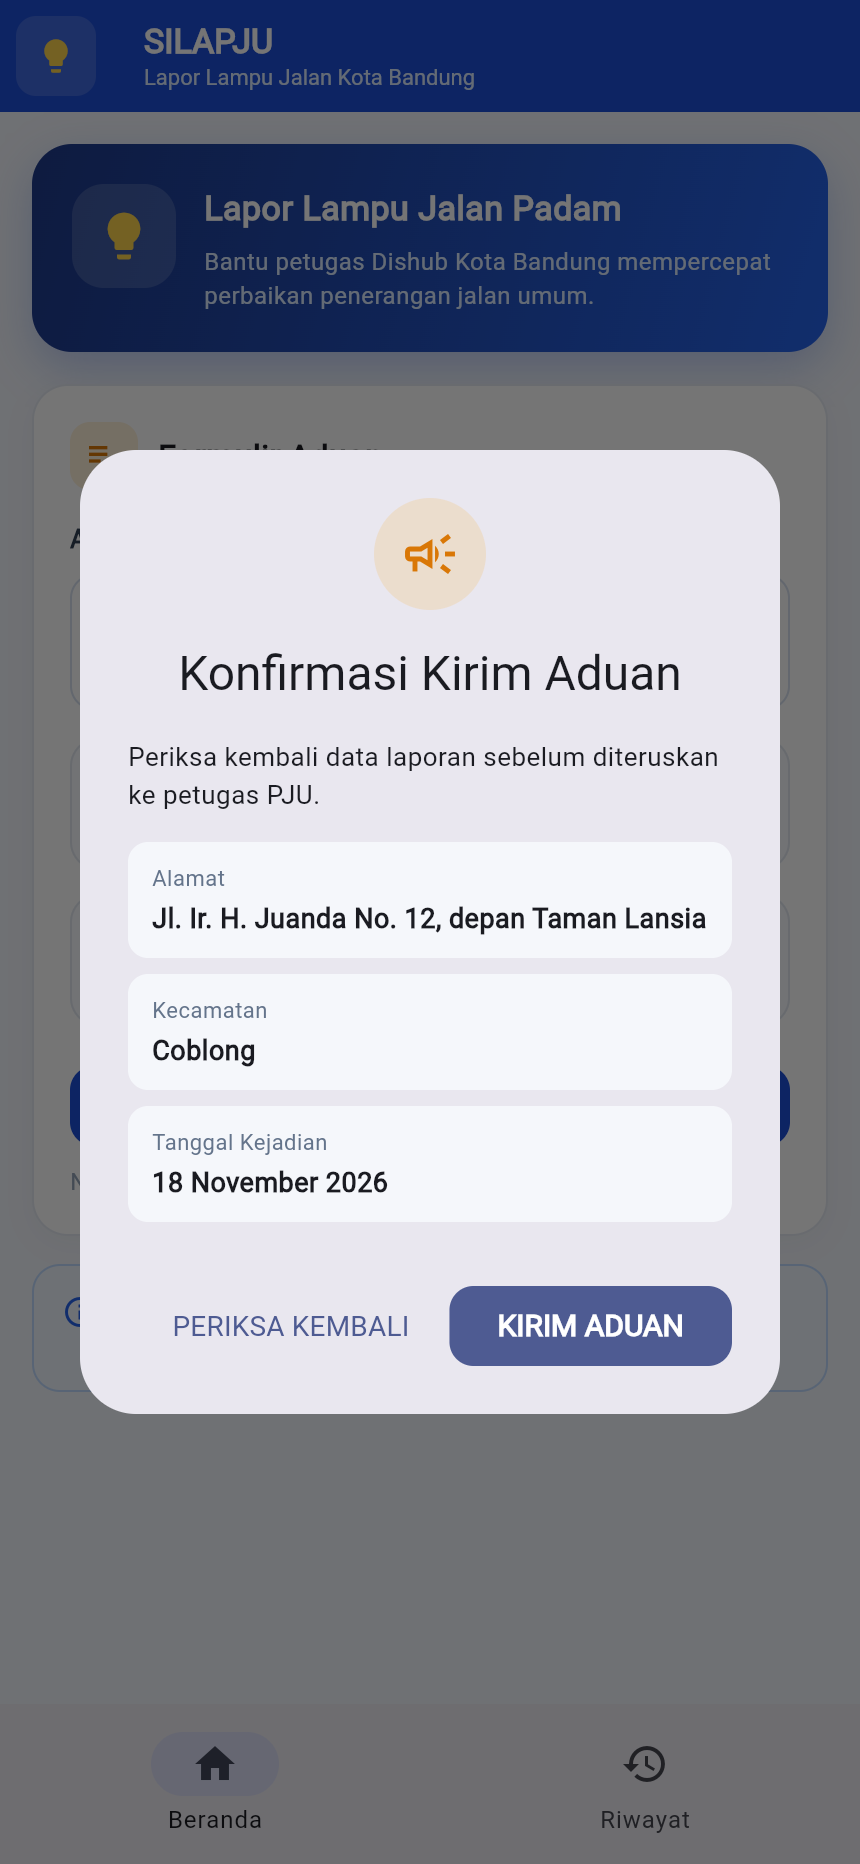 SILAPJU
Lapor Lampu Jalan Kota Bandung
Lapor Lampu Jalan Padam
Bantu petugas Dishub Kota Bandung mempercepat
perbaikan penerangan jalan umum.
Konfirmasi Kirim Aduan
Periksa kembali data laporan sebelum diteruskan
ke petugas PJU.
Alamat
Jl. Ir. H. Juanda No. 12, depan Taman Lansia
Kecamatan
Coblong
Tanggal Kejadian
18 November 2026
PERIKSA KEMBALI
KIRIM ADUAN
Beranda
Riwayat